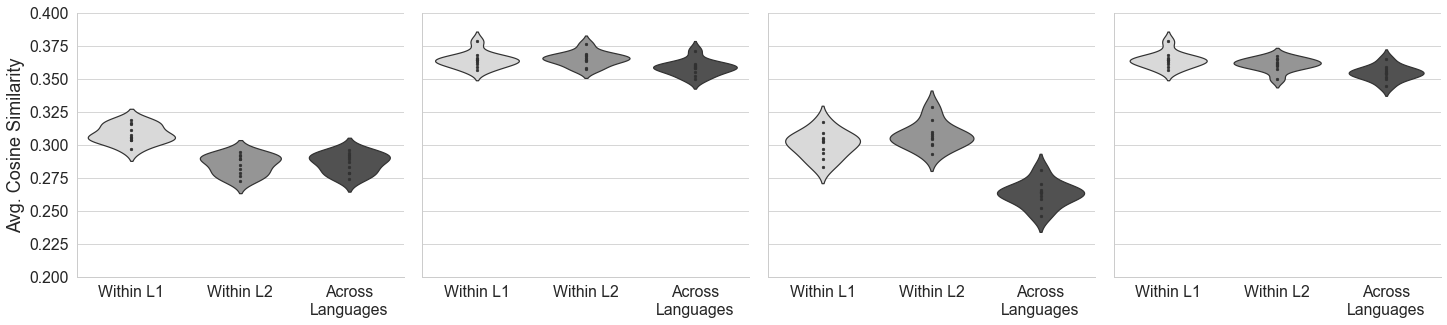 Avg. Cosine Similarity
0.400
0.375
0.350
0.325
0.300
0.275
0.250
0.225
0.200
Within L1 Within L2 Across Languages
Within L1 Within L2 Across Languages
Within L1 Within L2 Across Languages
Within L1 Within L2 Across Languages